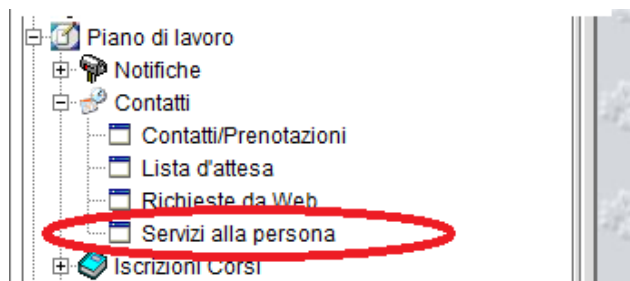 Piano di lavoro
Notifiche
Contatti
Contatti/Prenotazioni
Lista d'attesa
Richieste da Web
Servizi alla persona
Iscrizioni Corsi